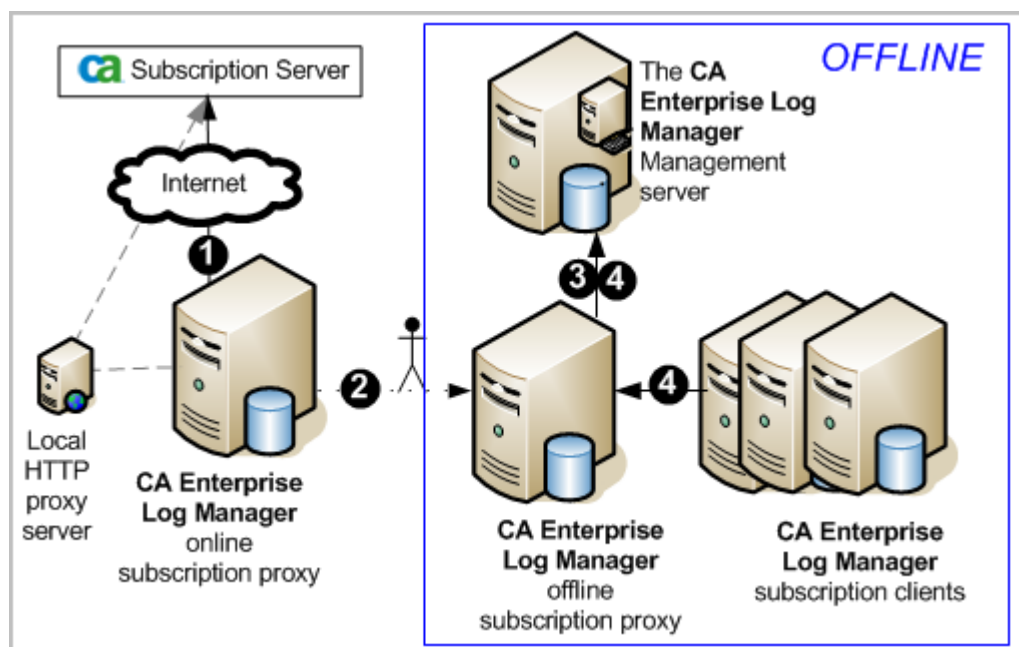 ca Subscription Server
Internet
1
Local
HTTP
proxy
server
CA Enterprise
Log Manager
online
subscription proxy
2
OFFLINE
The CA
Enterprise Log
Manager
Management
server
3 4
4
CA Enterprise
Log Manager
offline
subscription proxy
CA Enterprise
Log Manager
subscription clients